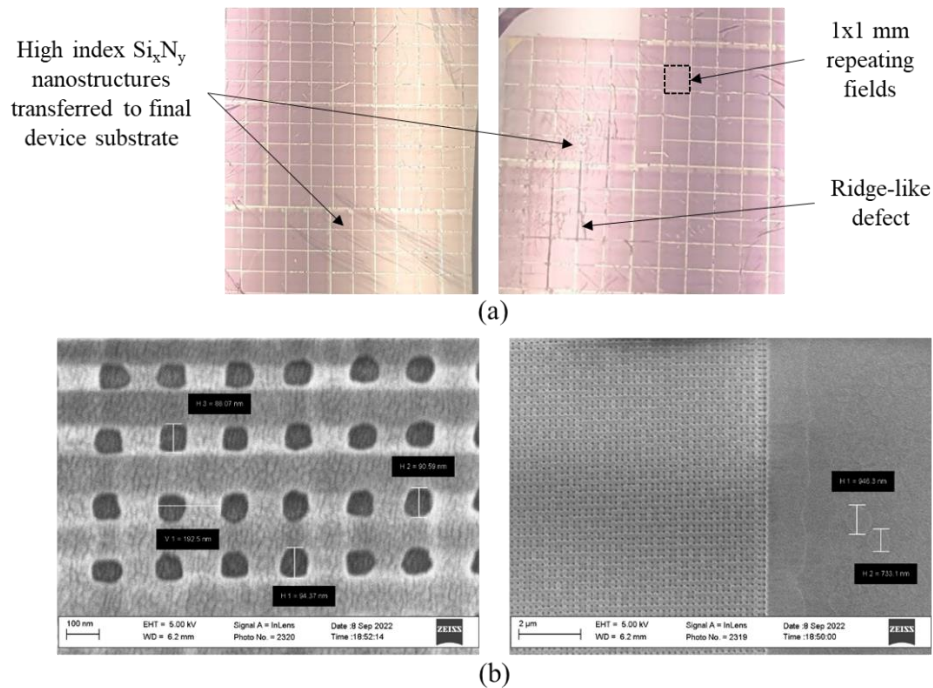 High index SixNy
nanostructures
transferred to final
device substrate
1x1 mm
repeating
fields
Ridge-like
defect
(a)
H 3 = 88.07 nm
H 2 = 90.59 nm
V 1 = 192.5 nm
H 1 = 94.37 nm
100 nm
EHT = 5.00 kV
WD = 6.2 mm
Signal A = InLens
Photo No. = 2320
Date :8 Sep 2022
Time :18:52:14
ZEISS
H 1 = 946.3 nm
H 2 = 733.1 nm
2 µm
EHT = 5.00 kV
WD = 6.2 mm
Signal A = InLens
Photo No. = 2319
Date :8 Sep 2022
Time :18:50:00
ZEISS
(b)